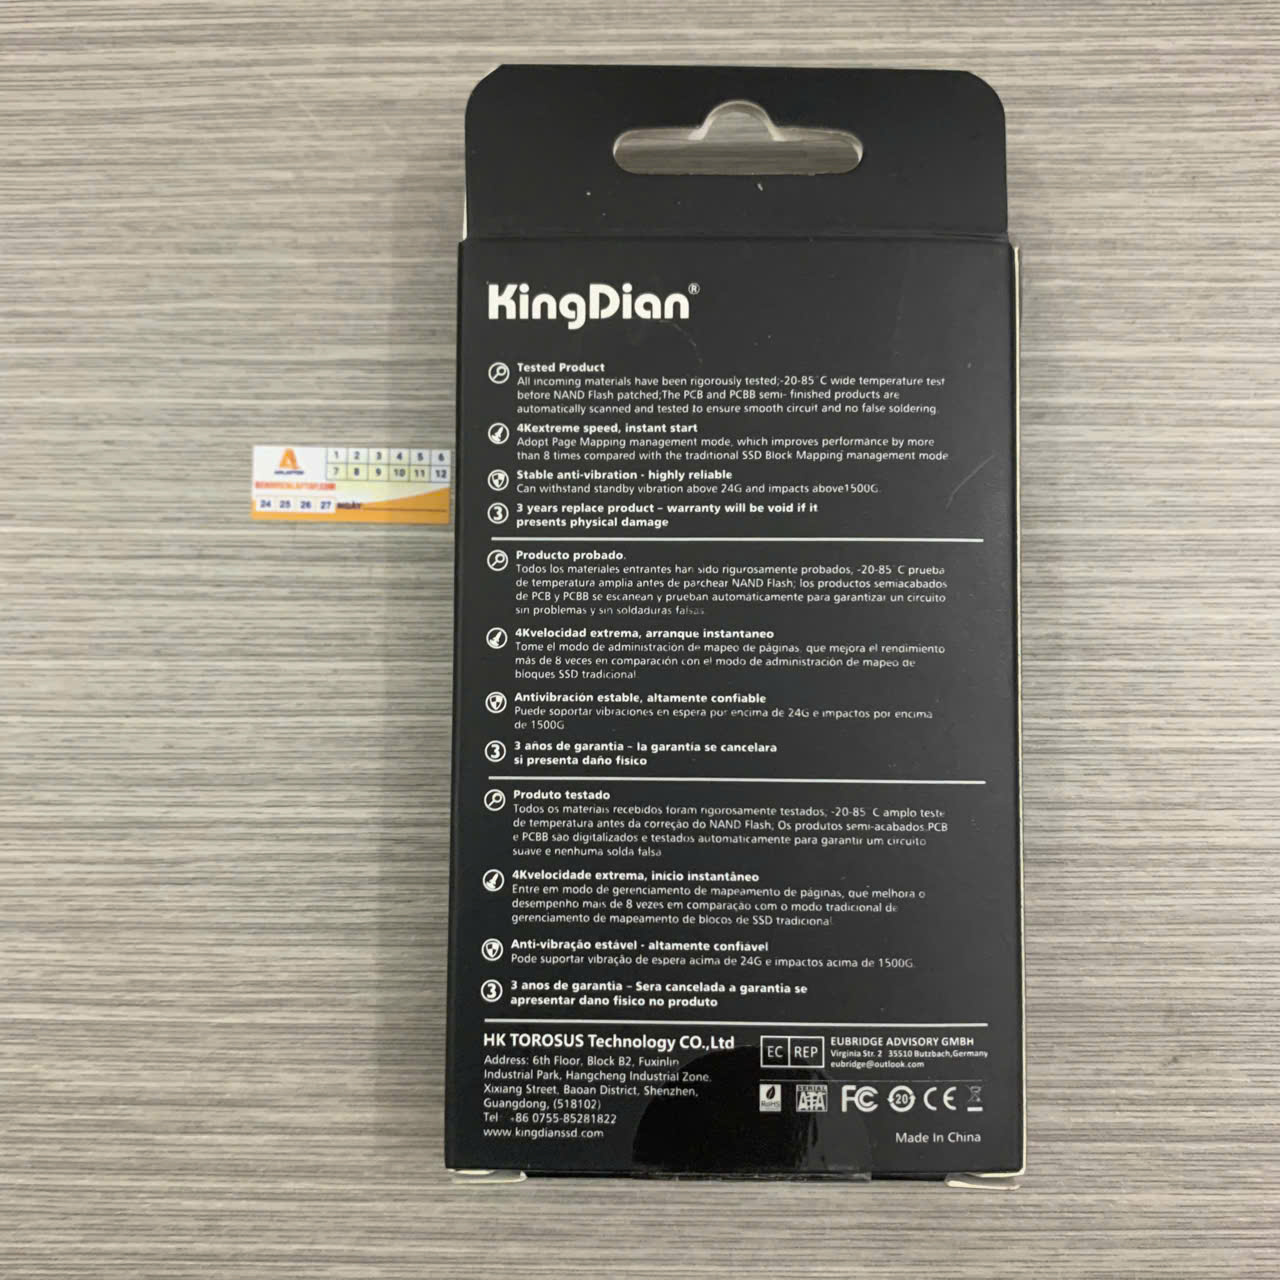 KingDian®
Tested Product
All incoming materials have been rigorously tested;-20-85°C wide temperature test
before NAND Flash patched;The PCB and PCBB semi- finished products are
automatically scanned and tested to ensure smooth circuit and no false soldering.
4Kextreme speed, instant start
Adopt Page Mapping management mode, which improves performance by more
than 8 times compared with the traditional SSD Block Mapping management mode
Stable anti-vibration - highly reliable
Can withstand standby vibration above 24G and impacts above1500G.
3 3 years replace product – warranty will be void if it
presents physical damage
Producto probado.
Todos los materiales entrantes han sido rigurosamente probados, -20-85°C prueba
de temperatura amplia antes de parchear NAND Flash; los productos semiacabados
de PCB y PCBB se escanean y prueban automáticamente para garantizar un circuito
sin problemas y sin soldaduras falsas.
4Kvelocidad extrema, arranque instantaneo
Tome el modo de administración de mapeo de páginas, que mejora el rendimiento
más de 8 veces en comparación con el modo de administración de mapeo de
bloques SSD tradicional
Antivibración estable, altamente confiable
Puede soportar vibraciones en espera por encima de 24G e impactos por encima
de 1500G
3 3 años de garantia – la garantia se cancelara
si presenta daño fisico
Produto testado
Todos os materiais recebidos foram rigorosamente testados, -20-85°C amplo teste
de temperatura antes da correção do NAND Flash; Os produtos semi-acabados PCB
e PCBB são digitalizados e testados automaticamente para garantir um circuito
suave e nenhuma solda falsa
4Kvelocidade extrema, início instantâneo
Entre em modo de gerenciamento de mapeamento de páginas, que melhora o
desempenho mais de 8 vezes em comparação com o modo tradicional de
gerenciamento de mapeamento de blocos de SSD tradicional
Anti-vibração estável - altamente confiável
Pode suportar vibração de espera acima de 24G e impactos acima de 1500G.
3 3 anos de garantia – Sera cancelada a garantia se
apresentar dano fisico no produto
HK TOROSUS Technology CO.,Ltd
Address: 6th Floor, Block B2, Fuxinlin
Industrial Park, Hangcheng Industrial Zone,
Xixiang Street, Baoan District, Shenzhen,
Guangdong, (518102)
Tel: +86 0755-85281822
www.kingdianssd.com
EC REP
EUBRIDGE ADVISORY GMBH
Virginia Str. 2 35510 Butzbach,Germany
eubridge@outlook.com
RoHS SERIAL ATA FC 20 CE
Made In China
1 2 3 4 5 6
7 8 9 10 11 12
24 25 26 27 NGÀY